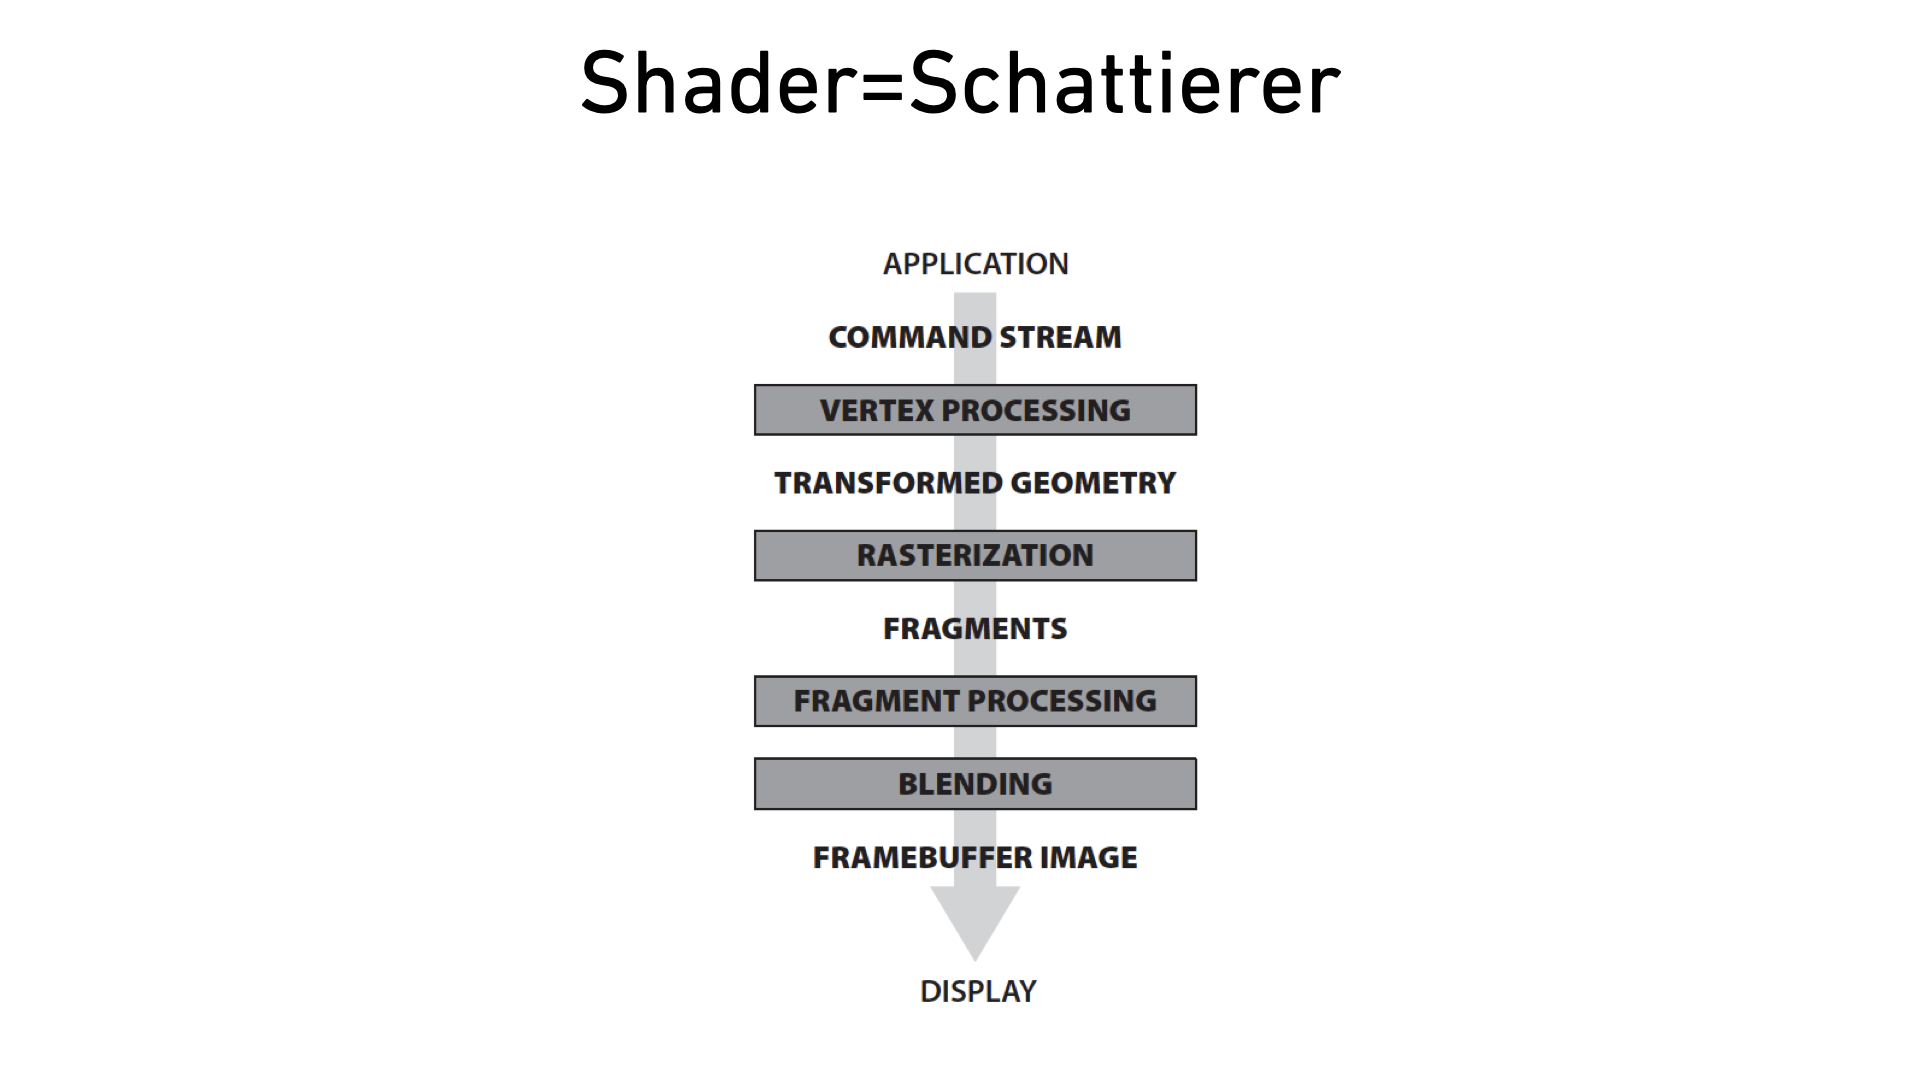 Shader=Schattierer
APPLICATION
COMMAND STREAM
VERTEX PROCESSING
TRANSFORMED GEOMETRY
RASTERIZATION
FRAGMENTS
FRAGMENT PROCESSING
BLENDING
FRAMEBUFFER IMAGE
DISPLAY